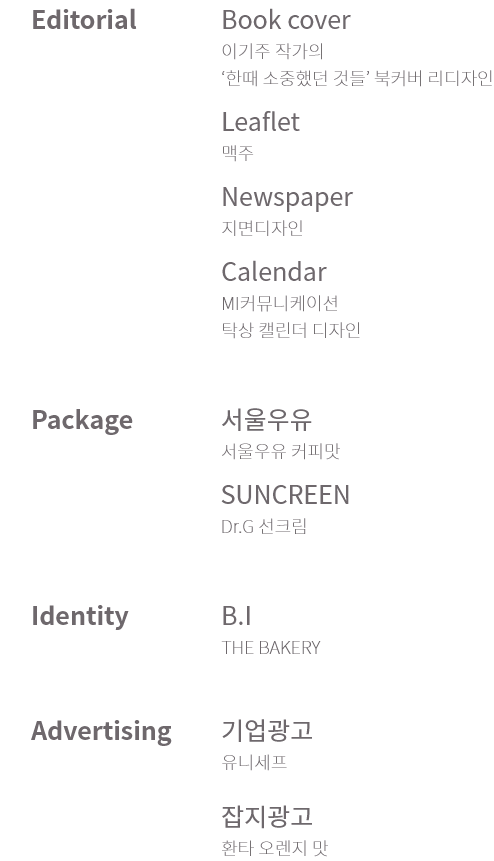 Editorial
Book cover
이기주 작가의
‘한때 소중했던 것들’ 북커버 리디자인
Leaflet
맥주
Newspaper
지면디자인
Calendar
MI커뮤니케이션
탁상 캘린더 디자인
Package
서울우유
서울우유 커피맛
SUNCREEN
Dr.G 선크림
Identity
B.I
THE BAKERY
Advertising
기업광고
유니세프
잡지광고
환타 오렌지 맛